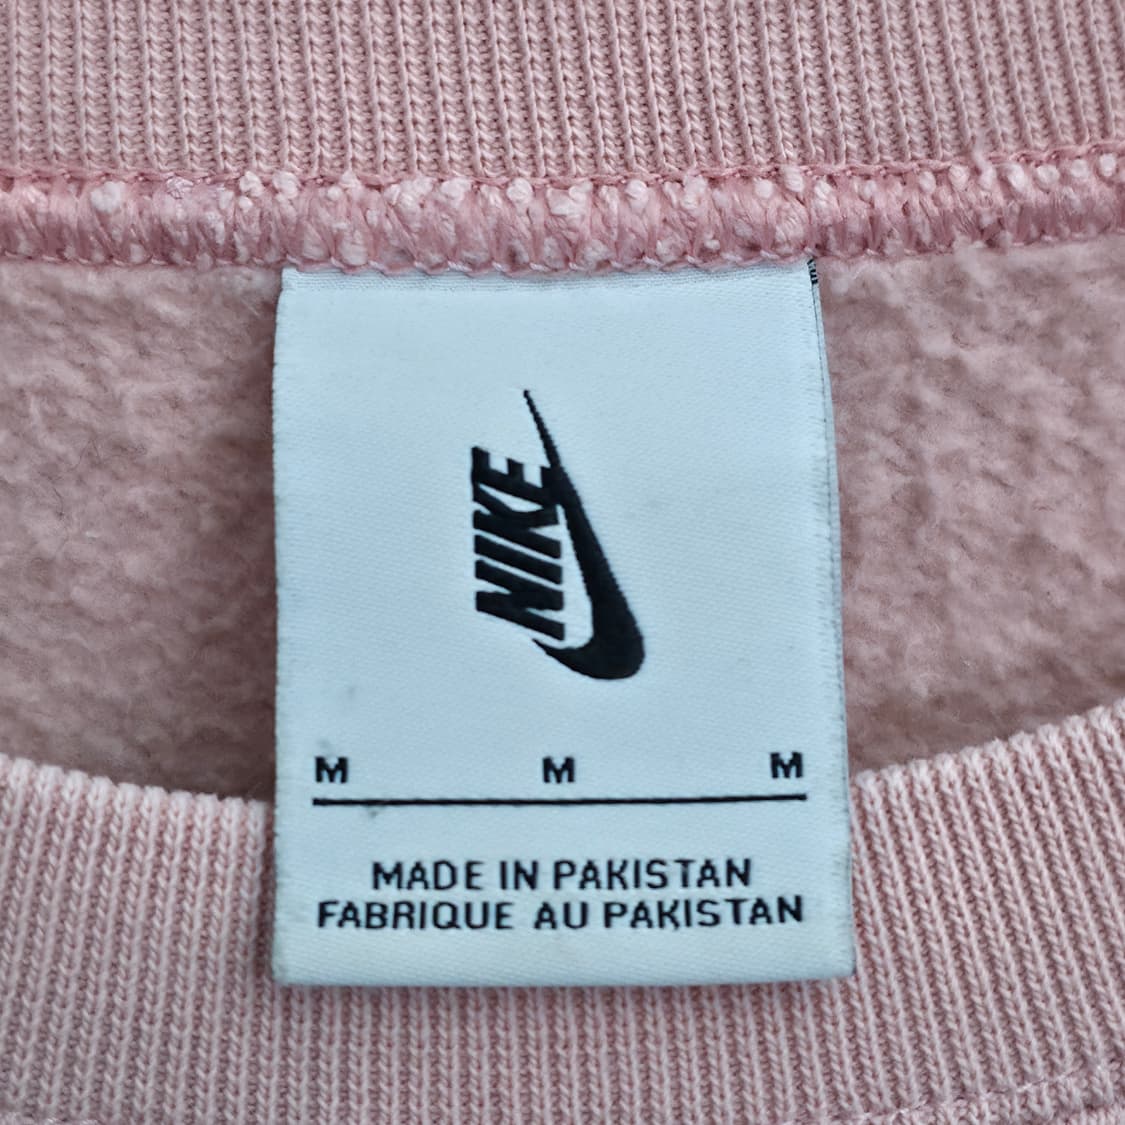 NIKE
M M M
MADE IN PAKISTAN
FABRIQUE AU PAKISTAN